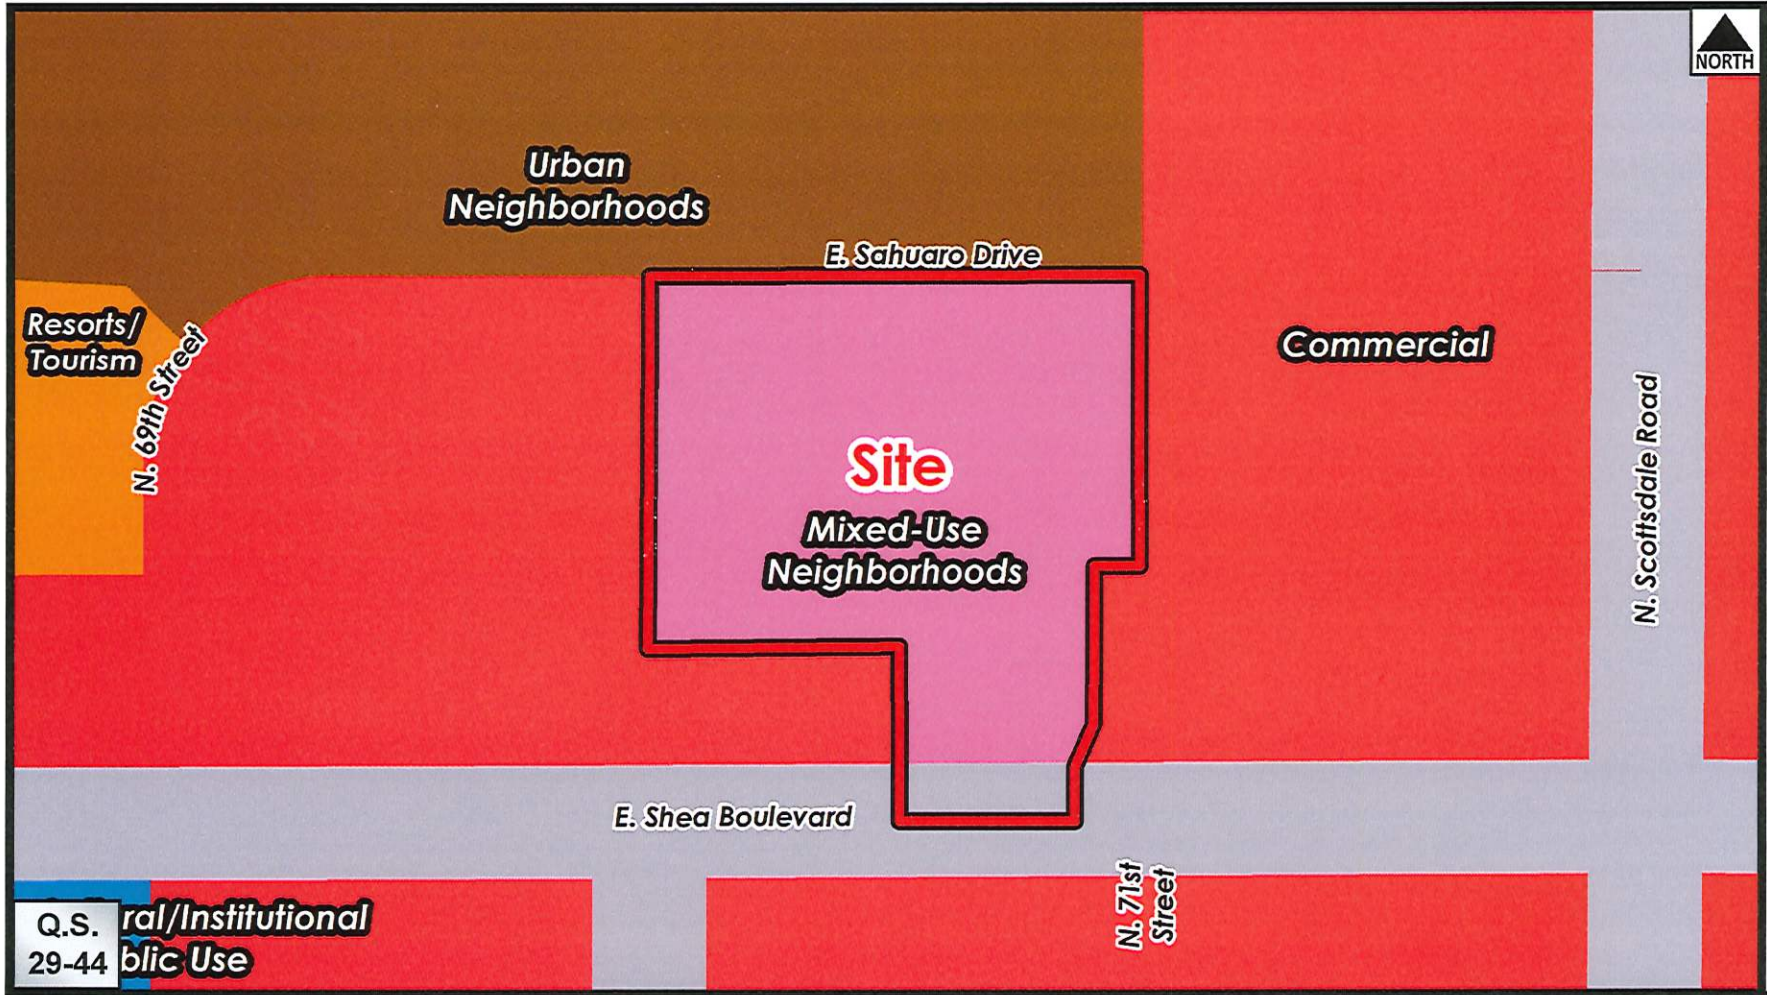 NORTH
Urban
Neighborhoods
E. Sahuaro Drive
Resorts/
Tourism
N. 69th Street
Commercial
Site
Mixed-Use
Neighborhoods
N. Scottsdale Road
E. Shea Boulevard
N. 71st
Street
ral/Institutional
blic Use
Q.S.
29-44